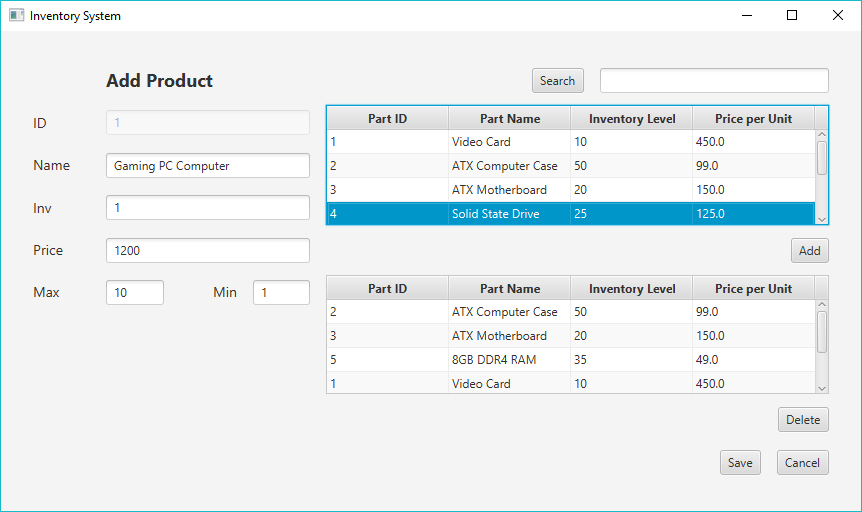 Inventory System
Add Product
Search
ID 1
Name Gaming PC Computer
Inv 1
Price 1200
Max 10 Min 1
Part ID Part Name Inventory Level Price per Unit
1 Video Card 10 450.0
2 ATX Computer Case 50 99.0
3 ATX Motherboard 20 150.0
4 Solid State Drive 25 125.0
Add
Part ID Part Name Inventory Level Price per Unit
2 ATX Computer Case 50 99.0
3 ATX Motherboard 20 150.0
5 8GB DDR4 RAM 35 49.0
1 Video Card 10 450.0
Delete
Save Cancel